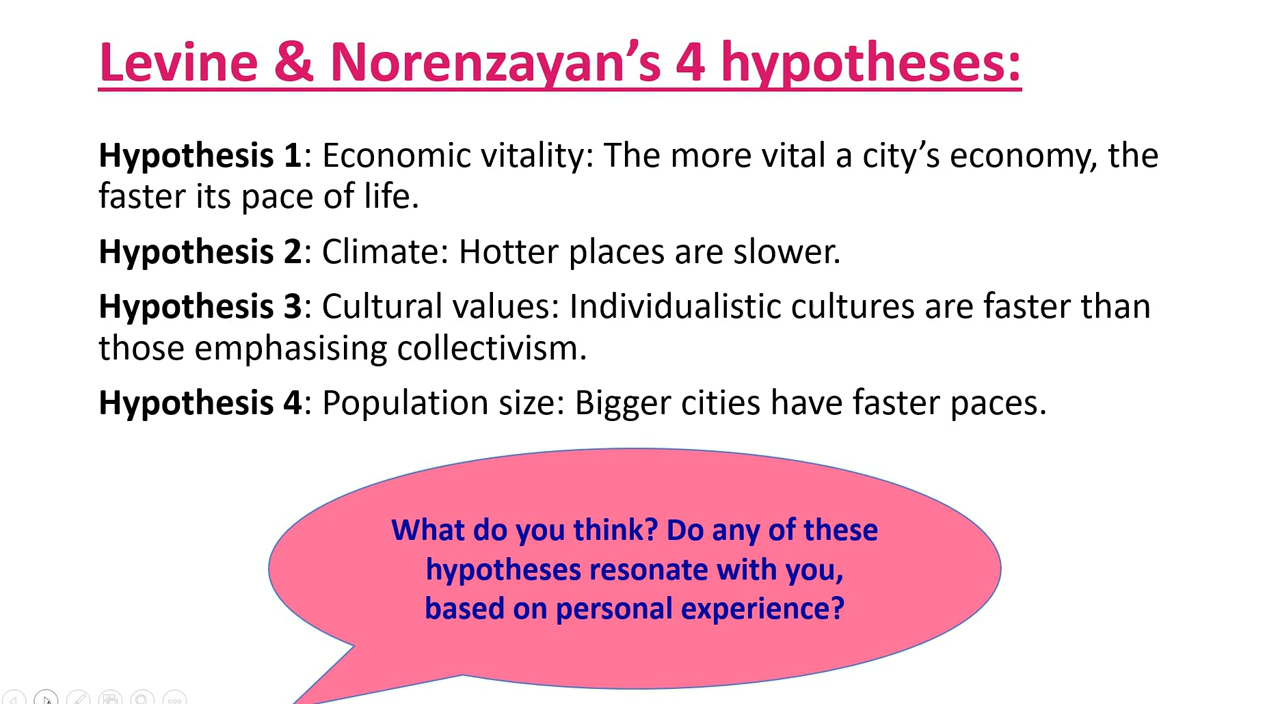 Levine & Norenzayan’s 4 hypotheses:
Hypothesis 1: Economic vitality: The more vital a city’s economy, the
faster its pace of life.
Hypothesis 2: Climate: Hotter places are slower.
Hypothesis 3: Cultural values: Individualistic cultures are faster than
those emphasising collectivism.
Hypothesis 4: Population size: Bigger cities have faster paces.
What do you think? Do any of these
hypotheses resonate with you,
based on personal experience?